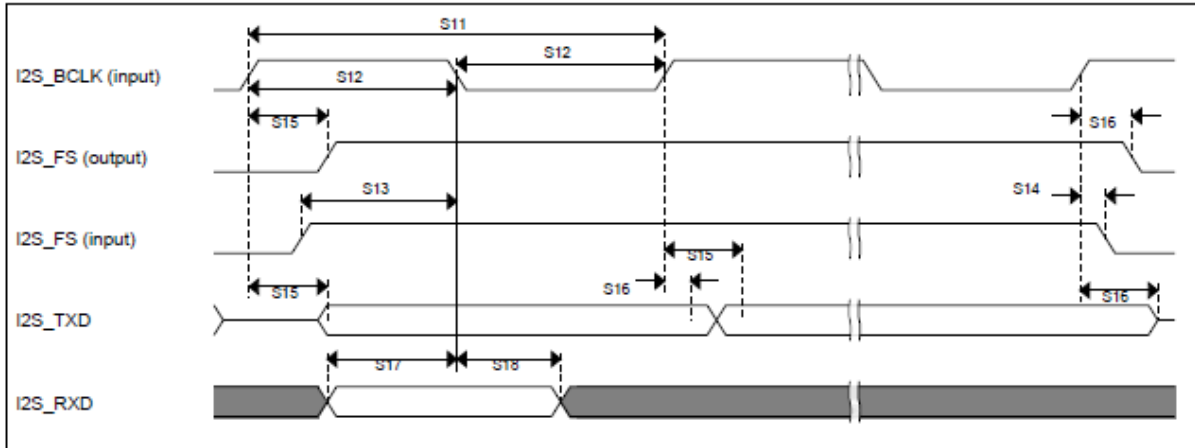 S11
I2S_BCLK (input)
S12
S12
S15
S16
I2S_FS (output)
S13
S14
I2S_FS (input)
S15
S15
S16
S16
I2S_TXD
S17
S18
I2S_RXD